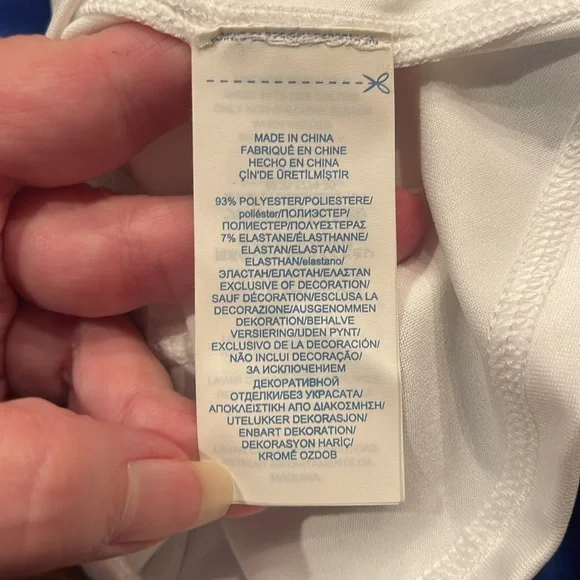 MADE IN CHINA
FABRIQUÉ EN CHINE
HECHO EN CHINA
ÇİN'DE ÜRETİLMİŞTİR
93% POLYESTER/POLIESTERE/
poliéster/ПОЛИЭСТЕР/
ПОЛИЕСТЕР/ΠΟΛΥΕΣΤΕΡΑΣ
7% ELASTANE/ÉLASTHANNE/
ELASTAN/ELASTAAN/
ELASTHAN/elastano/
ЭЛАСТАН/ЕЛАСТАН/ΕΛΑΣΤΑΝ
EXCLUSIVE OF DECORATION/
SAUF DÉCORATION/ESCLUSA LA
DECORAZIONE/AUSGENOMMEN
DEKORATION/BEHALVE
VERSIERING/UDEN PYNT/
EXCLUSIVO DE LA DECORACIÓN/
NÃO INCLUI DECORAÇÃO/
ЗА ИСКЛЮЧЕНИЕМ
ДЕКОРАТИВНОЙ
ОТДЕЛКИ/БЕЗ УКРАСАТА/
ΑΠΟΚΛΕΙΣΤΙΚΗ ΑΠΟ ΔΙΑΚΟΣΜΗΣΗ/
UTELUKKER DEKORASJON/
ENBART DEKORATION/
DEKORASYON HARİÇ/
KROMĚ OZDOB